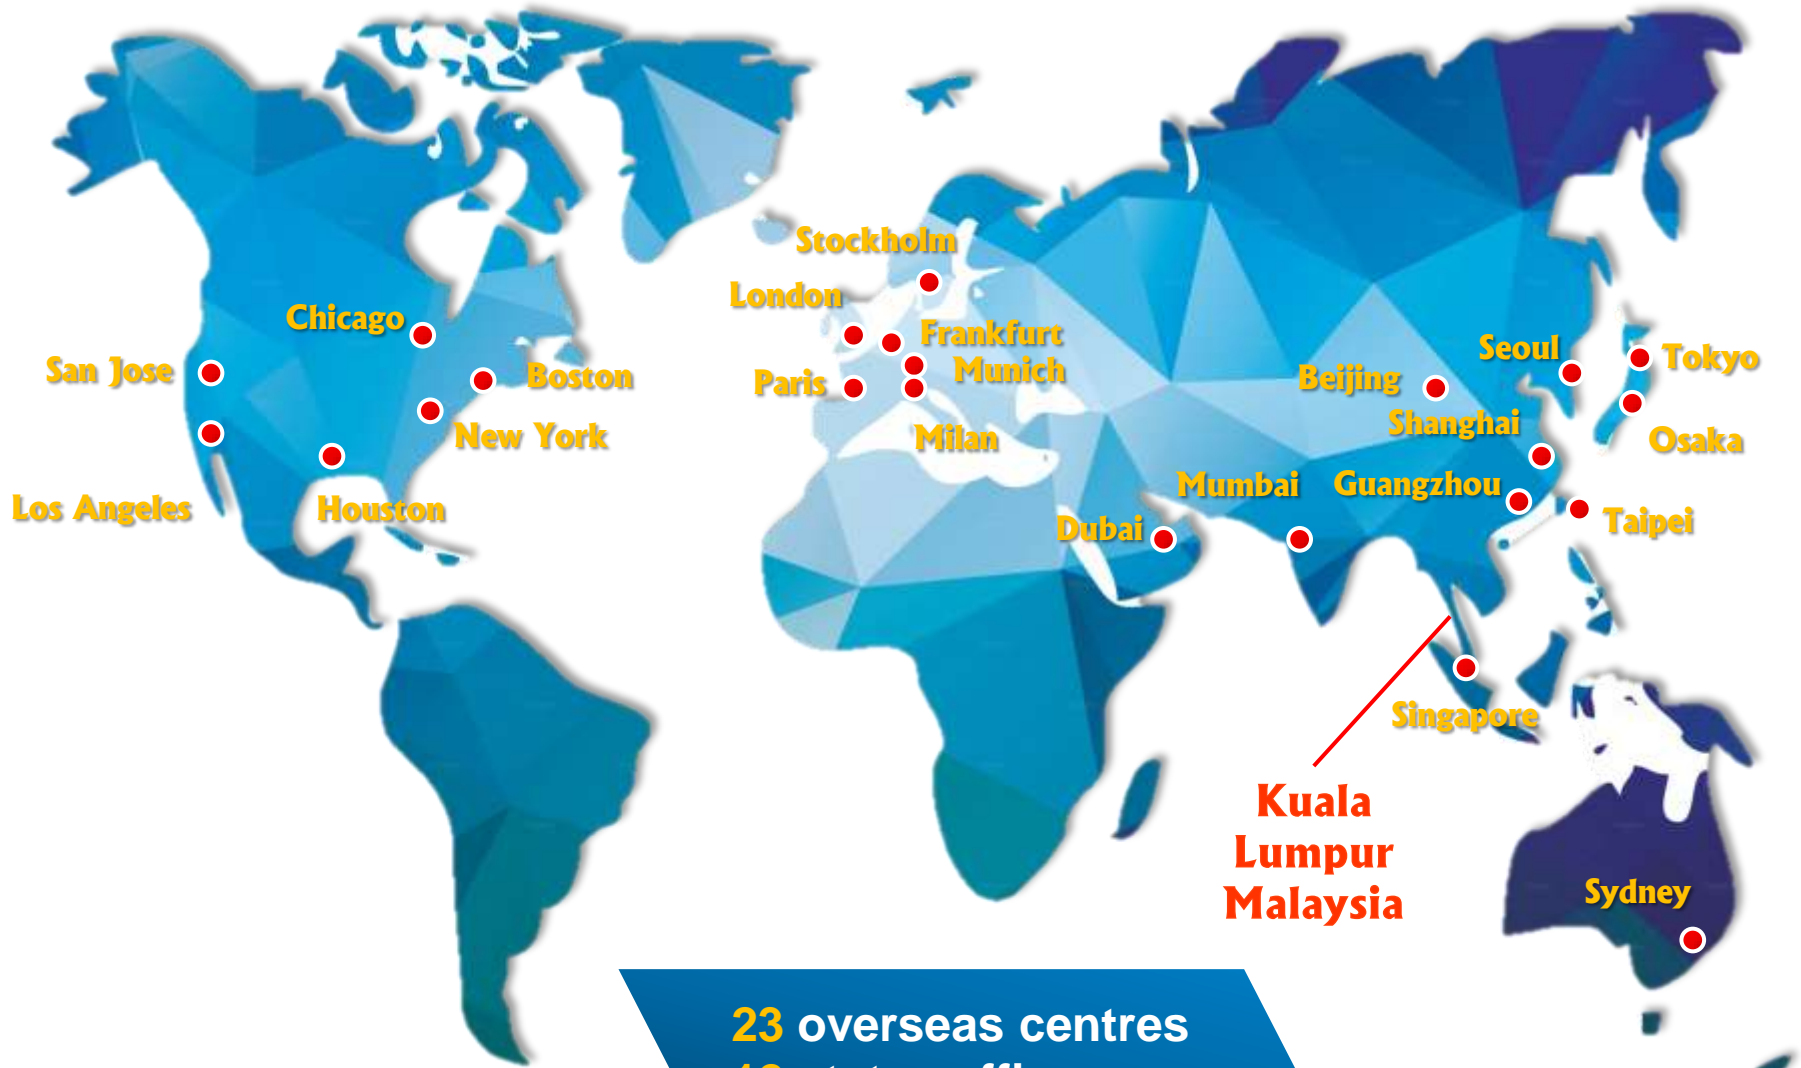 Stockholm
London
Chicago
Frankfurt
Seoul
Tokyo
San Jose
Munich
Boston
Paris
Beijing
Shanghai
New York
Milan
Osaka
Mumbai
Guangzhou
Los Angeles
Houston
Dubai
Taipei
Singapore
Kuala
Lumpur
Malaysia
Sydney
23 overseas centres